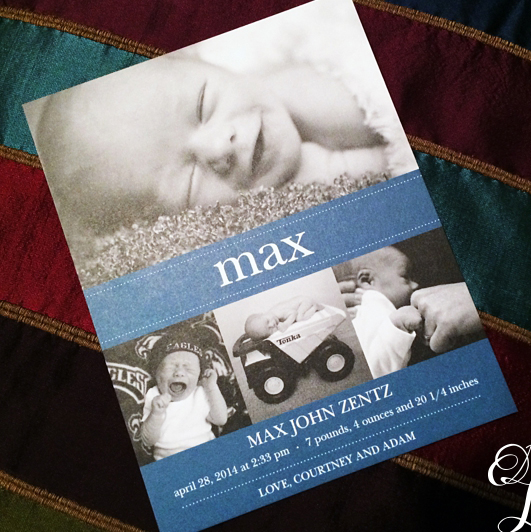 max
EAGLES
EAGLES
Tonka
MAX JOHN ZENTZ
april 28, 2014 at 2:33 pm · 7 pounds, 4 ounces and 20 1/4 inches
LOVE, COURTNEY AND ADAM